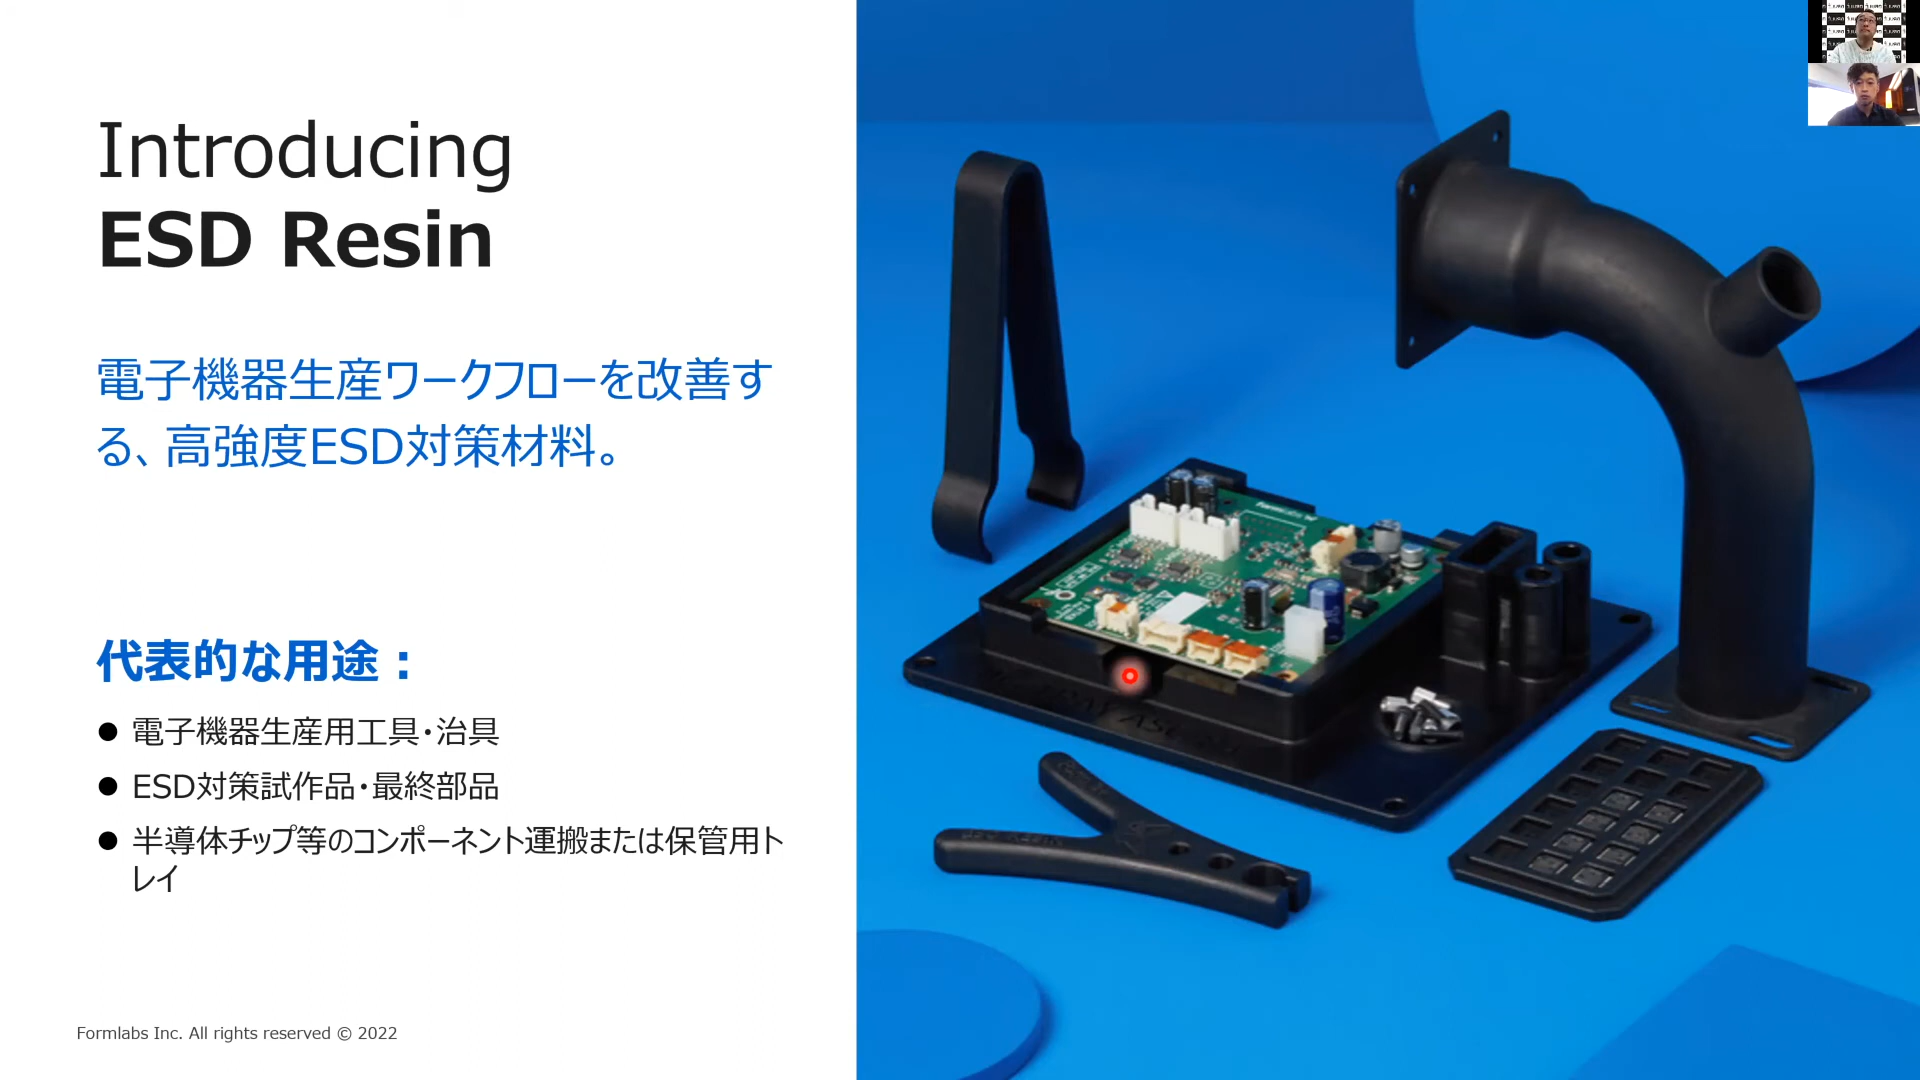 Introducing
ESD Resin
電子機器生産ワークフローを改善す
る、高強度ESD対策材料。
代表的な用途：
● 電子機器生産用工具・治具
● ESD対策試作品・最終部品
● 半導体チップ等のコンポーネント運搬または保管用ト
レイ
Formlabs Inc. All rights reserved © 2022